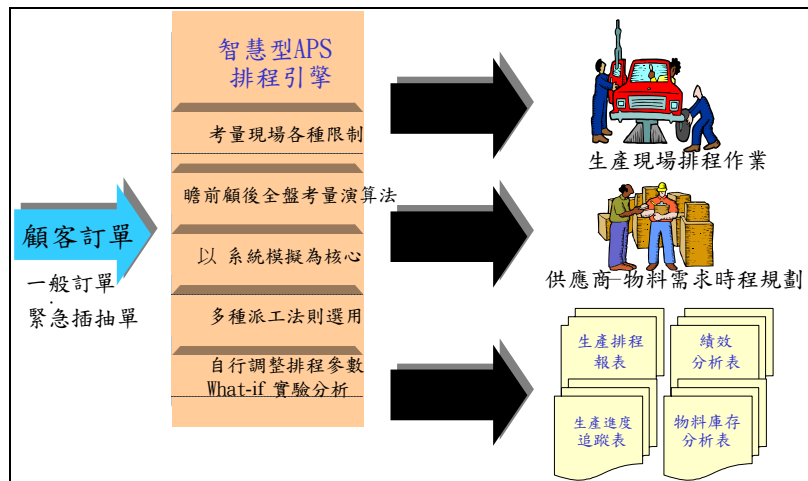 顧客訂單
一般訂單
緊急插抽單
智慧型APS
排程引擎
考量現場各種限制
瞻前顧後全盤考量演算法
以 系統模擬為核心
多種派工法則選用
自行調整排程參數
What-if 實驗分析
生產現場排程作業
供應商-物料需求時程規劃
生產排程
報表
績效
分析表
生產進度
追蹤表
物料庫存
分析表